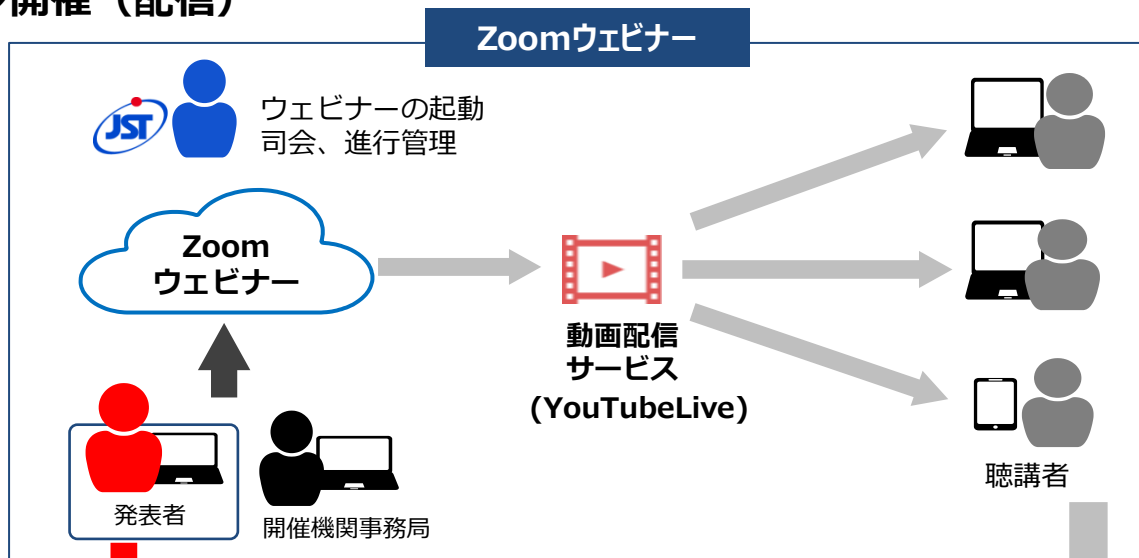 開催（配信）
Zoomウェビナー
JST
ウェビナーの起動
司会、進行管理
Zoom
ウェビナー
動画配信
サービス
(YouTubeLive)
発表者
開催機関事務局
聴講者